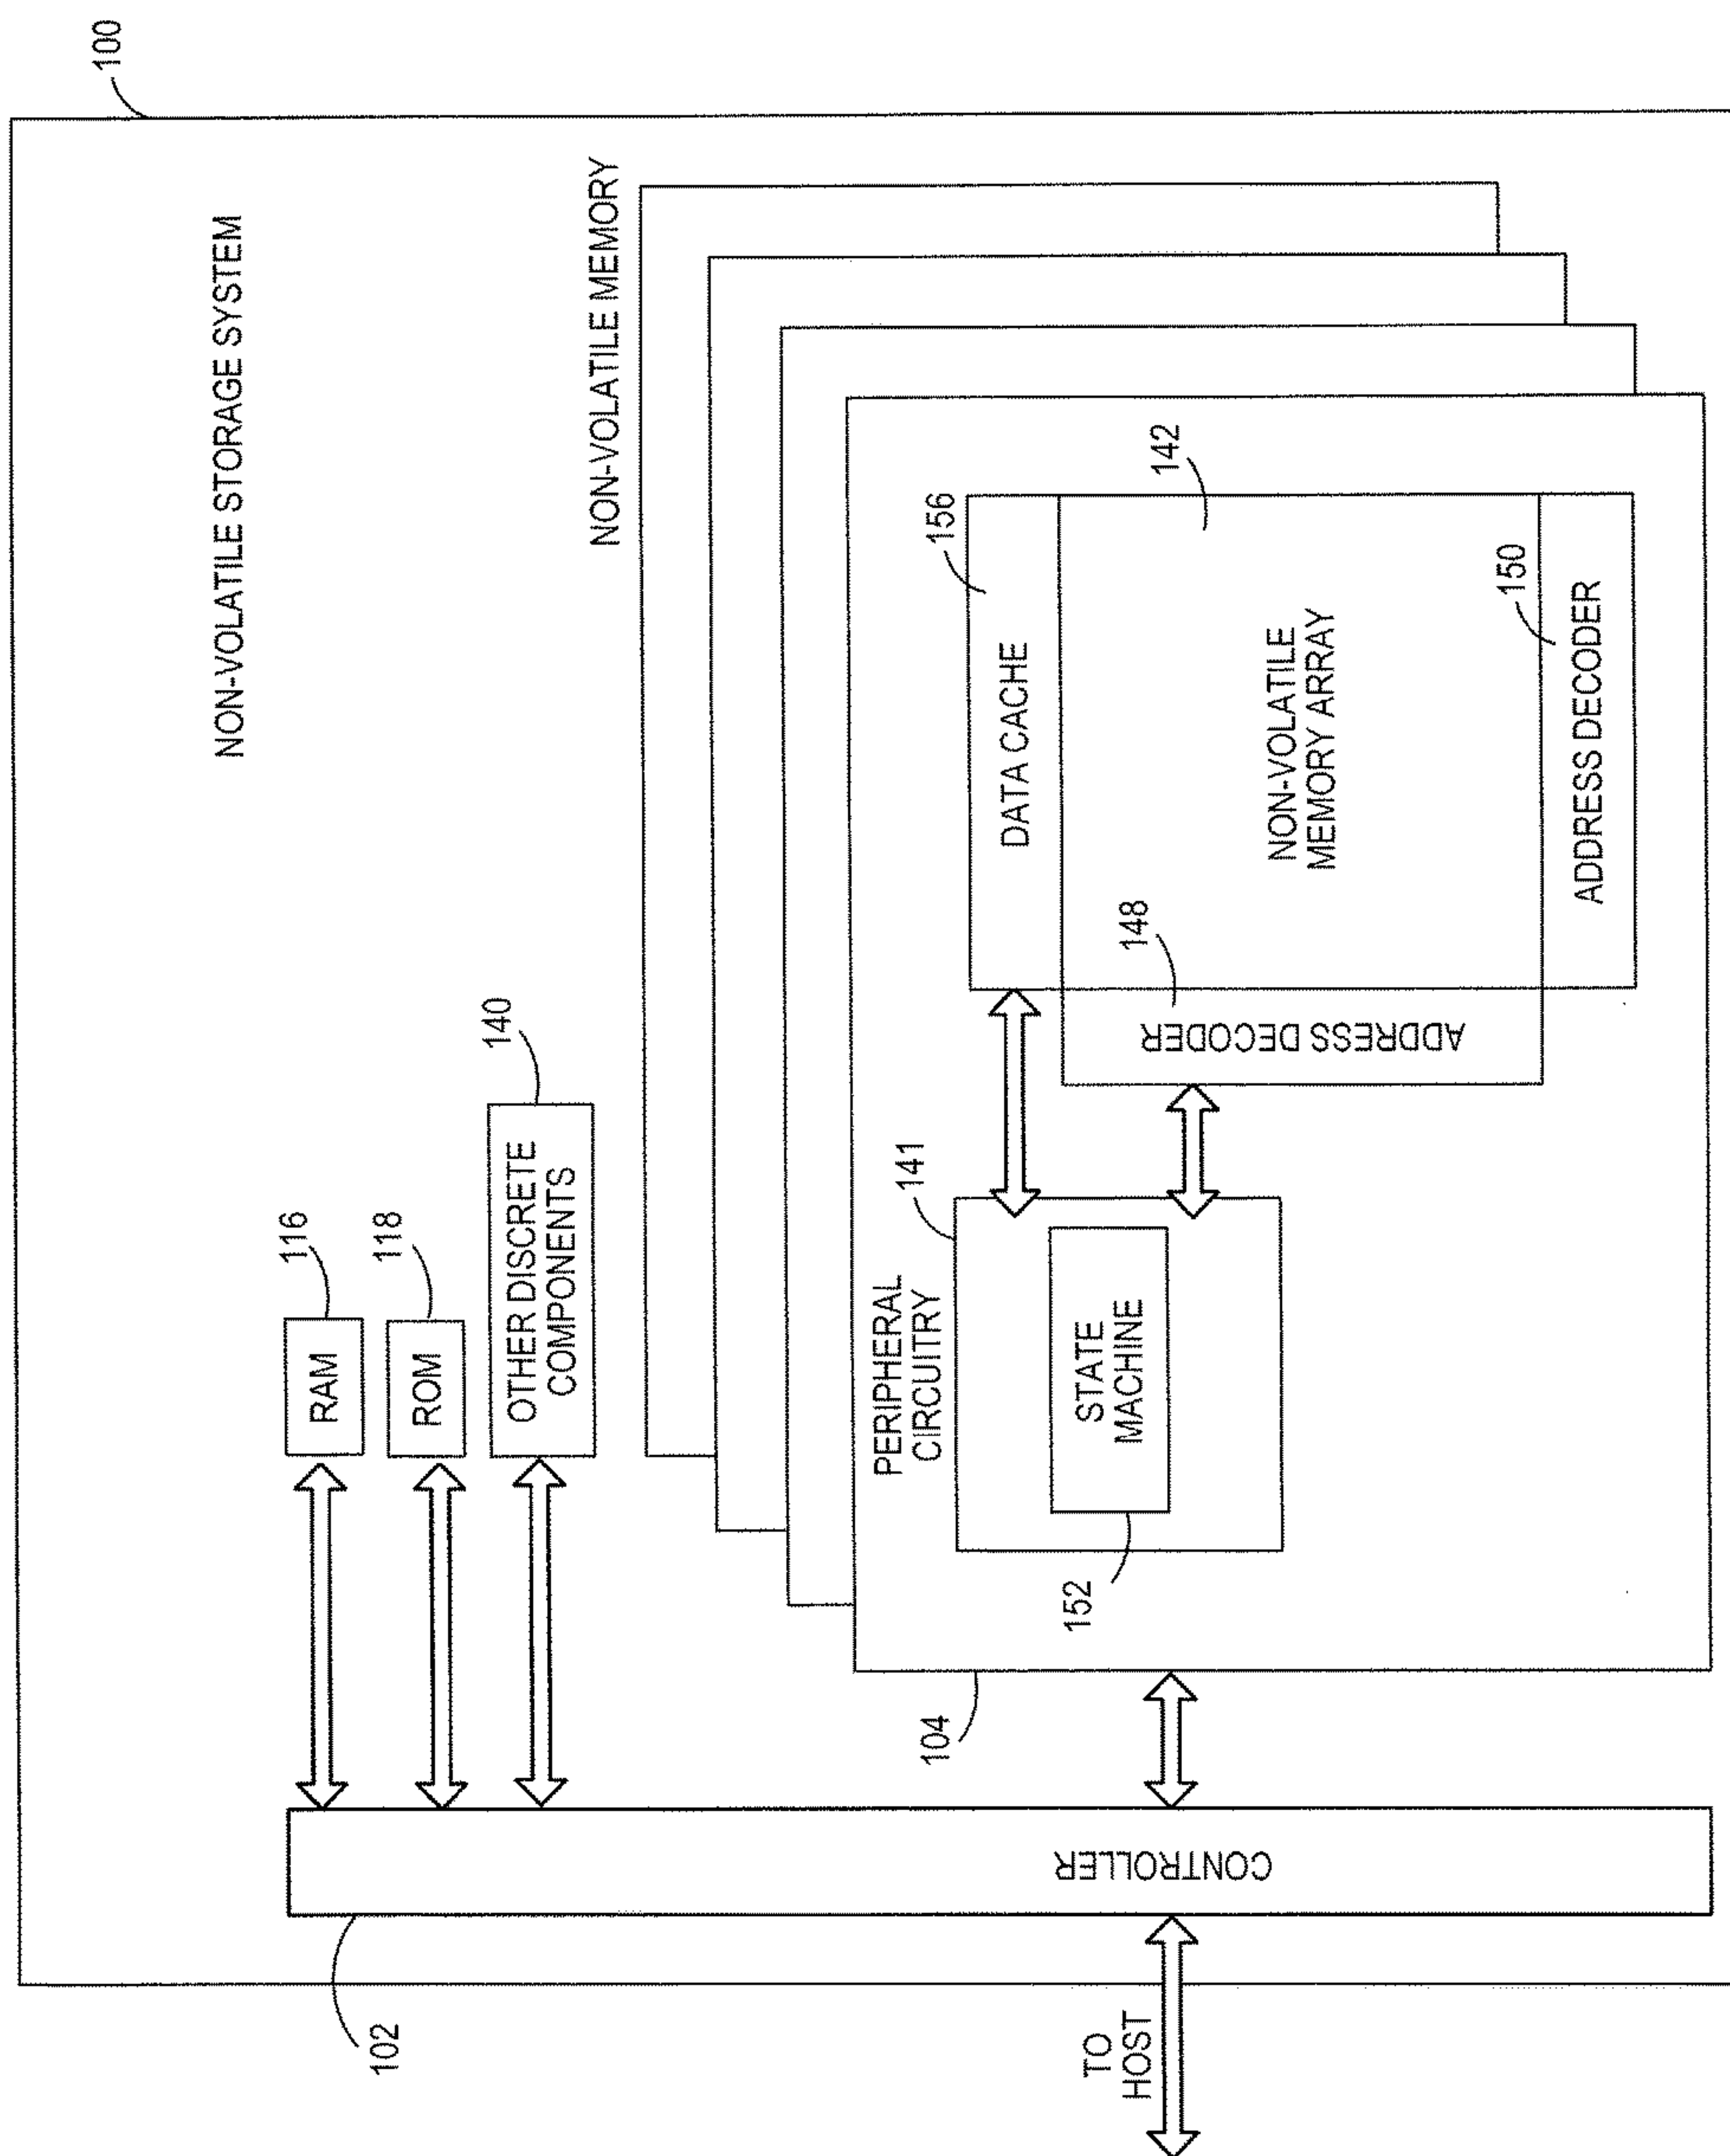 100
NON-VOLATILE STORAGE SYSTEM
RAM
116
ROM
118
OTHER DISCRETE
COMPONENTS
140
NON-VOLATILE MEMORY
102
CONTROLLER
TO
HOST
104
PERIPHERAL
CIRCUITRY
141
STATE
MACHINE
152
DATA CACHE
156
ADDRESS DECODER
148
NON-VOLATILE
MEMORY ARRAY
142
ADDRESS DECODER
150